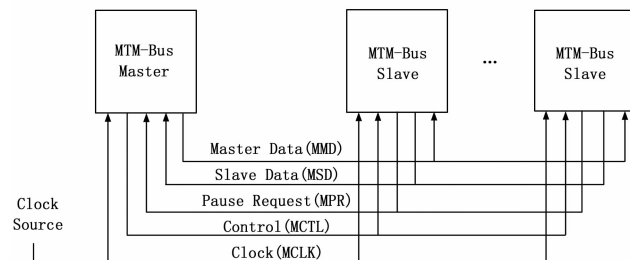 MTM-Bus
Master
MTM-Bus
Slave
...
MTM-Bus
Slave
Master Data(MMD)
Slave Data(MSD)
Pause Request(MPR)
Control(MCTL)
Clock(MCLK)
Clock
Source